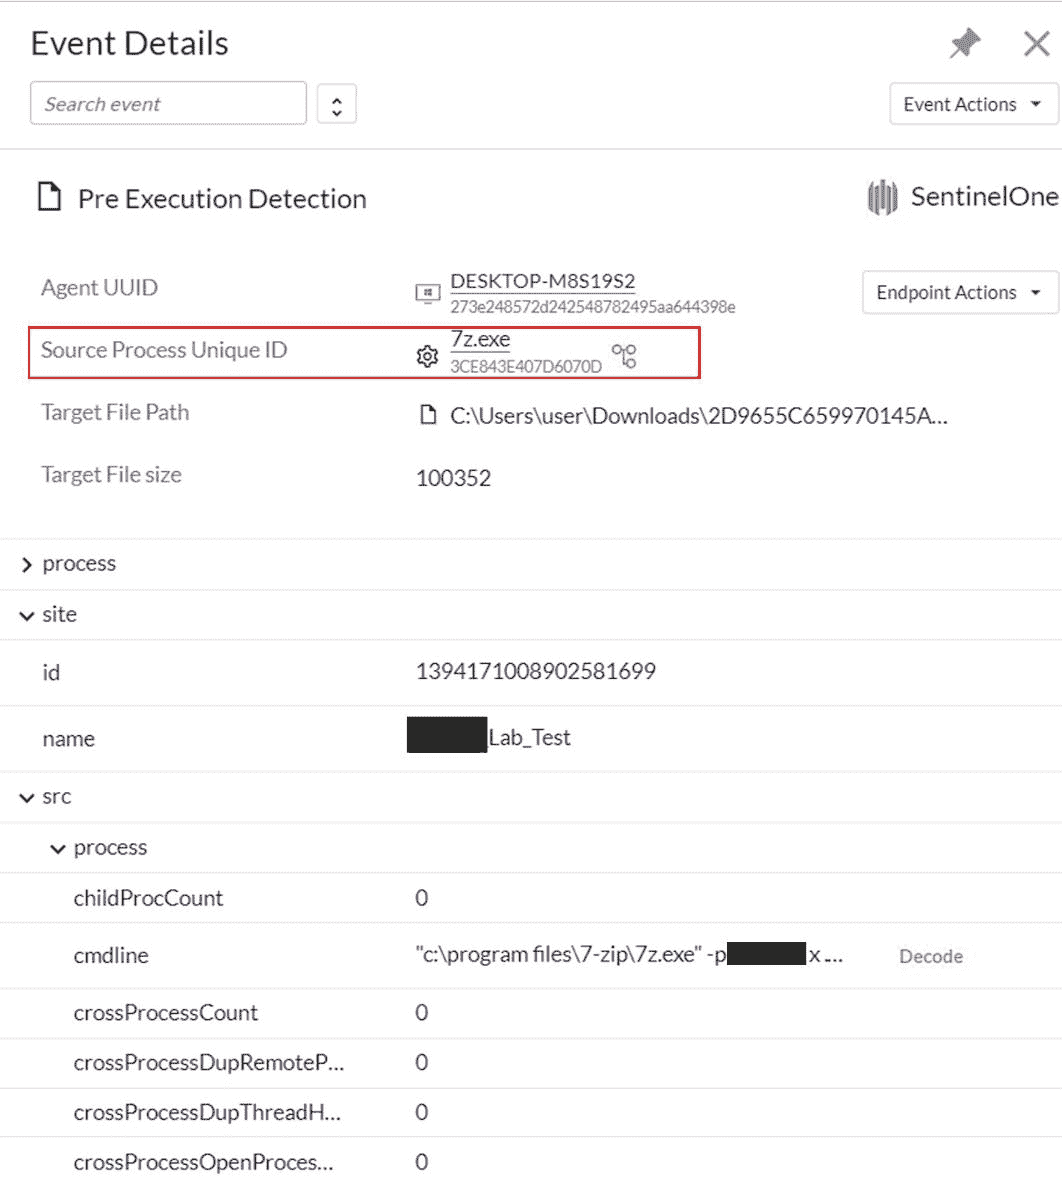 Event Details
Search event
Event Actions
Pre Execution Detection
SentinelOne
Agent UUID
DESKTOP-M8S19S2
273e248572d242548782495aa644398e
Endpoint Actions
Source Process Unique ID
7z.exe
3CE843E407D6070D
Target File Path
C:\Users\user\Downloads\2D9655C659970145A...
Target File size
100352
process
site
id
1394171008902581699
name
Lab_Test
src
process
childProcCount
0
cmdline
"c:\program files\7-zip\7z.exe" -p x ....
Decode
crossProcessCount
0
crossProcessDupRemoteP...
0
crossProcessDupThreadH...
0
crossProcessOpenProces...
0